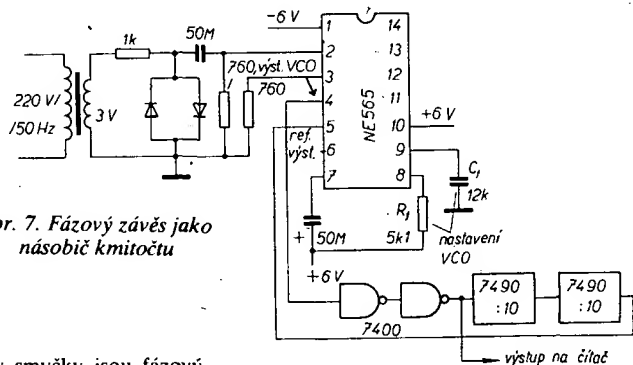 -6 V
1k
50M
220 V/
/50 Hz
3 V
760
760
výst. VCO
ref.
výst.
1
2
3
4
5
6
7
14
13
12
11
10
9
8
NE565
+6 V
C₁
12k
R₁
5k1
nastavení
VCO
50M
+6 V
7400
7490
:10
7490
:10
výstup na čítač
r. 7. Fázový závěs jako
násobič kmitočtu
smyčku jsou fázový